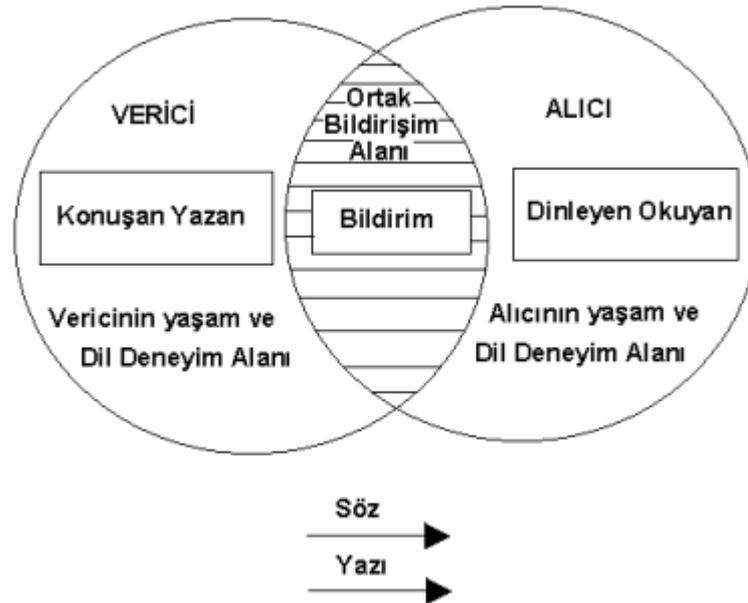 VERİCİ
Konuşan Yazan
Vericinin yaşam ve
Dil Deneyim Alanı
Ortak
Bildirişim
Alanı
Bildirim
ALICI
Dinleyen Okuyan
Alıcının yaşam ve
Dil Deneyim Alanı
Söz
Yazı